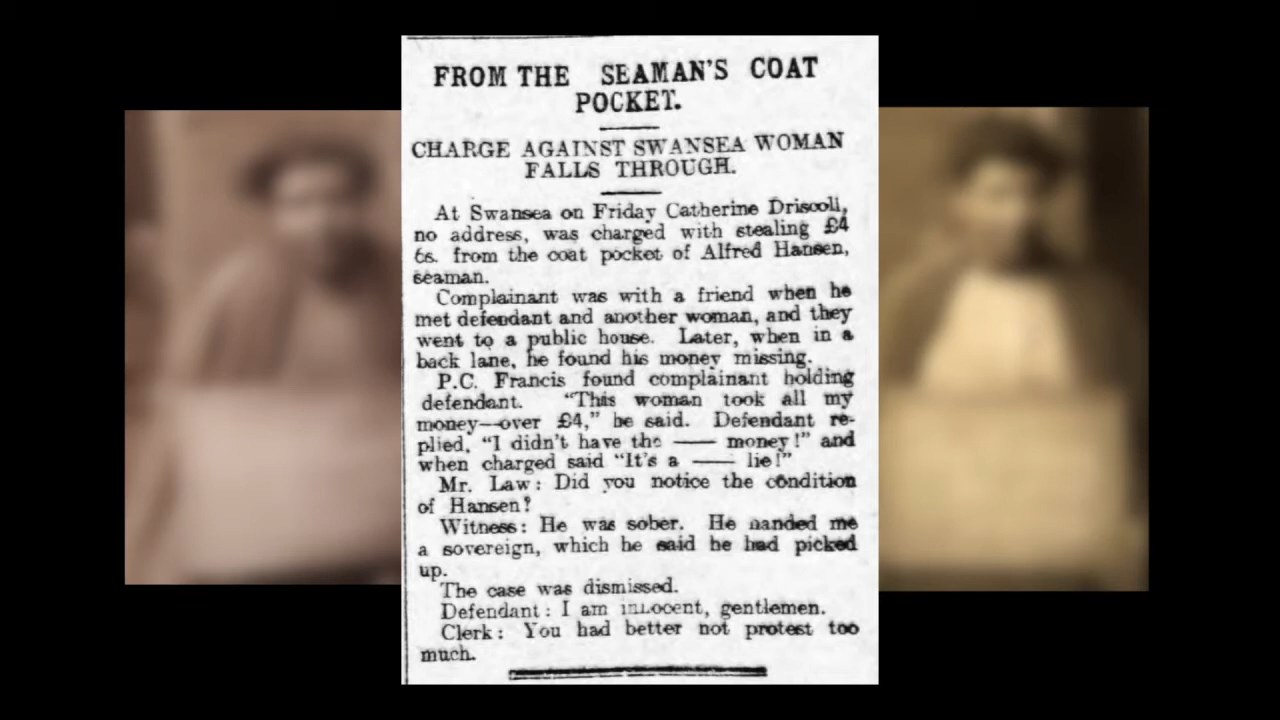 FROM THE SEAMAN'S COAT
POCKET.
CHARGE AGAINST SWANSEA WOMAN
FALLS THROUGH.
At Swansea on Friday Catherine Driscoll,
no address, was charged with stealing £4
6s. from the coat pocket of Alfred Hansen,
seaman.
Complainant was with a friend when he
met defendant and another woman, and they
went to a public house. Later, when in a
back lane, he found his money missing.
P.C. Francis found complainant holding
defendant. "This woman took all my
money—over £4," he said. Defendant re-
plied, "I didn't have the —— money!" and
when charged said "It's a —— lie!"
Mr. Law: Did you notice the condition
of Hansen?
Witness: He was sober. He handed me
a sovereign, which he said he had picked
up.
The case was dismissed.
Defendant: I am innocent, gentlemen.
Clerk: You had better not protest too
much.